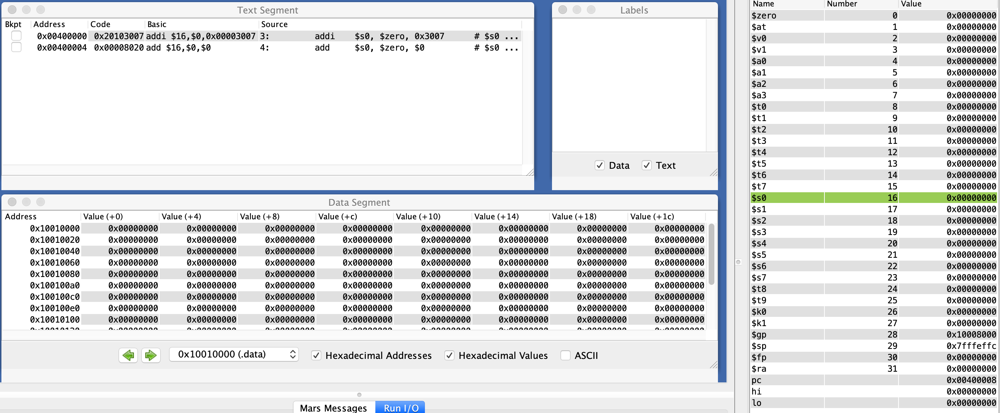 Text Segment
Bkpt Address Code Basic Source
0x00400000 0x20103007 addi $16,$0,0x00003007 3: addi $s0, $zero, 0x3007 # $s0 ...
0x00400004 0x00008020 add $16,$0,$0 4: add $s0, $zero, $0 # $s0 ...
Labels
Data Text
Data Segment
Address Value (+0) Value (+4) Value (+8) Value (+c) Value (+10) Value (+14) Value (+18) Value (+1c)
0x10010000 0x00000000 0x00000000 0x00000000 0x00000000 0x00000000 0x00000000 0x00000000 0x00000000
0x10010020 0x00000000 0x00000000 0x00000000 0x00000000 0x00000000 0x00000000 0x00000000 0x00000000
0x10010040 0x00000000 0x00000000 0x00000000 0x00000000 0x00000000 0x00000000 0x00000000 0x00000000
0x10010060 0x00000000 0x00000000 0x00000000 0x00000000 0x00000000 0x00000000 0x00000000 0x00000000
0x10010080 0x00000000 0x00000000 0x00000000 0x00000000 0x00000000 0x00000000 0x00000000 0x00000000
0x100100a0 0x00000000 0x00000000 0x00000000 0x00000000 0x00000000 0x00000000 0x00000000 0x00000000
0x100100c0 0x00000000 0x00000000 0x00000000 0x00000000 0x00000000 0x00000000 0x00000000 0x00000000
0x100100e0 0x00000000 0x00000000 0x00000000 0x00000000 0x00000000 0x00000000 0x00000000 0x00000000
0x10010100 0x00000000 0x00000000 0x00000000 0x00000000 0x00000000 0x00000000 0x00000000 0x00000000
0x10010000 (.data) Hexadecimal Addresses Hexadecimal Values ASCII
Mars Messages Run I/O
Name Number Value
$zero 0 0x00000000
$at 1 0x00000000
$v0 2 0x00000000
$v1 3 0x00000000
$a0 4 0x00000000
$a1 5 0x00000000
$a2 6 0x00000000
$a3 7 0x00000000
$t0 8 0x00000000
$t1 9 0x00000000
$t2 10 0x00000000
$t3 11 0x00000000
$t4 12 0x00000000
$t5 13 0x00000000
$t6 14 0x00000000
$t7 15 0x00000000
$s0 16 0x00000000
$s1 17 0x00000000
$s2 18 0x00000000
$s3 19 0x00000000
$s4 20 0x00000000
$s5 21 0x00000000
$s6 22 0x00000000
$s7 23 0x00000000
$t8 24 0x00000000
$t9 25 0x00000000
$k0 26 0x00000000
$k1 27 0x00000000
$gp 28 0x10008000
$sp 29 0x7fffeffc
$fp 30 0x00000000
$ra 31 0x00000000
pc 0x00400008
hi 0x00000000
lo 0x00000000